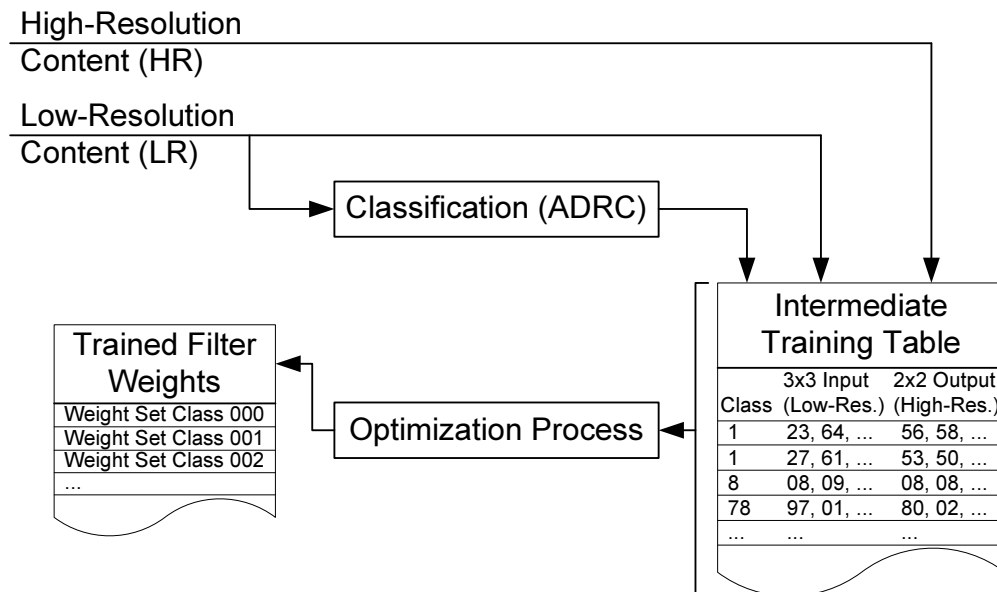 High-Resolution
Content (HR)
Low-Resolution
Content (LR)
Classification (ADRC)
Intermediate
Training Table
3x3 Input 2x2 Output
Class (Low-Res.) (High-Res.)
1 23, 64, ... 56, 58, ...
1 27, 61, ... 53, 50, ...
8 08, 09, ... 08, 08, ...
78 97, 01, ... 80, 02, ...
... ... ...
Optimization Process
Trained Filter
Weights
Weight Set Class 000
Weight Set Class 001
Weight Set Class 002
...